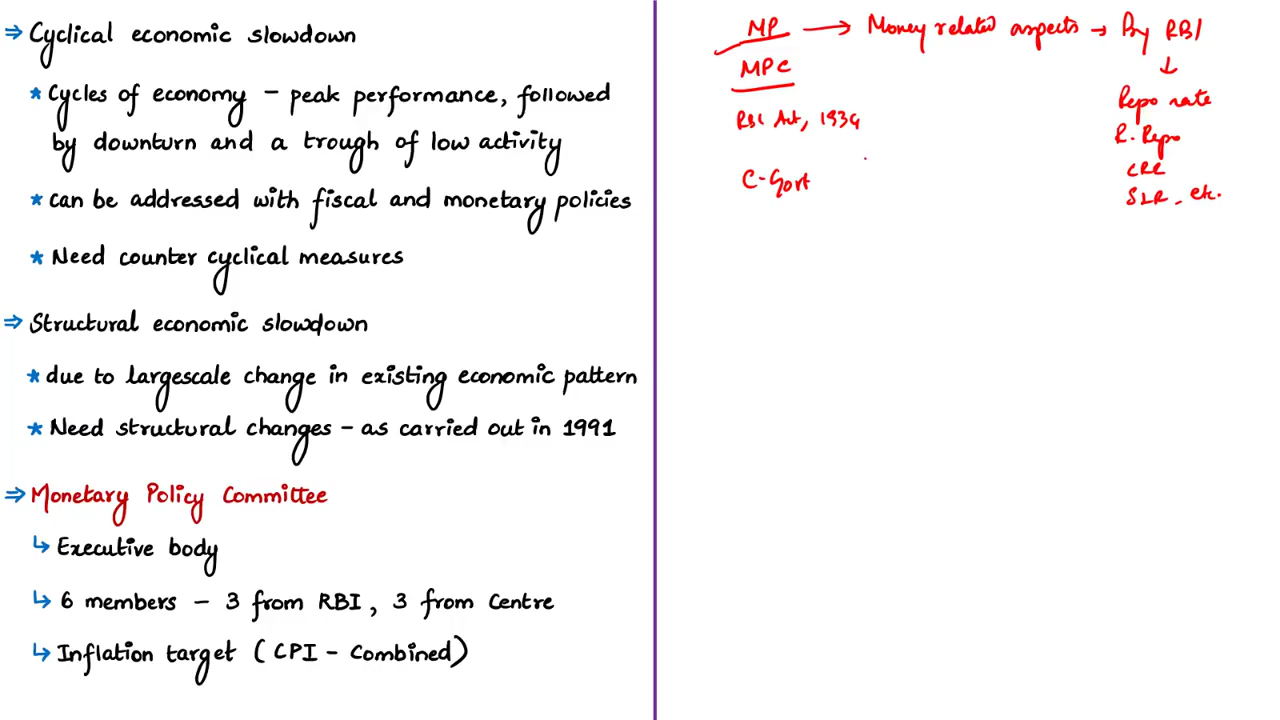 ⇒ Cyclical economic slowdown
* Cycles of economy - peak performance, followed
by downturn and a trough of low activity
* can be addressed with fiscal and monetary policies
* Need counter cyclical measures
⇒ Structural economic slowdown
* due to largescale change in existing economic pattern
* Need structural changes - as carried out in 1991
⇒ Monetary Policy Committee
↳ Executive body
↳ 6 members - 3 from RBI, 3 from Centre
↳ Inflation target (CPI - Combined)
MP → Money related aspects → By RBI
↓
MPC
Repo rate
RBI Act, 1934
R. Repo
CRR
C-Govt
SLR, etc.